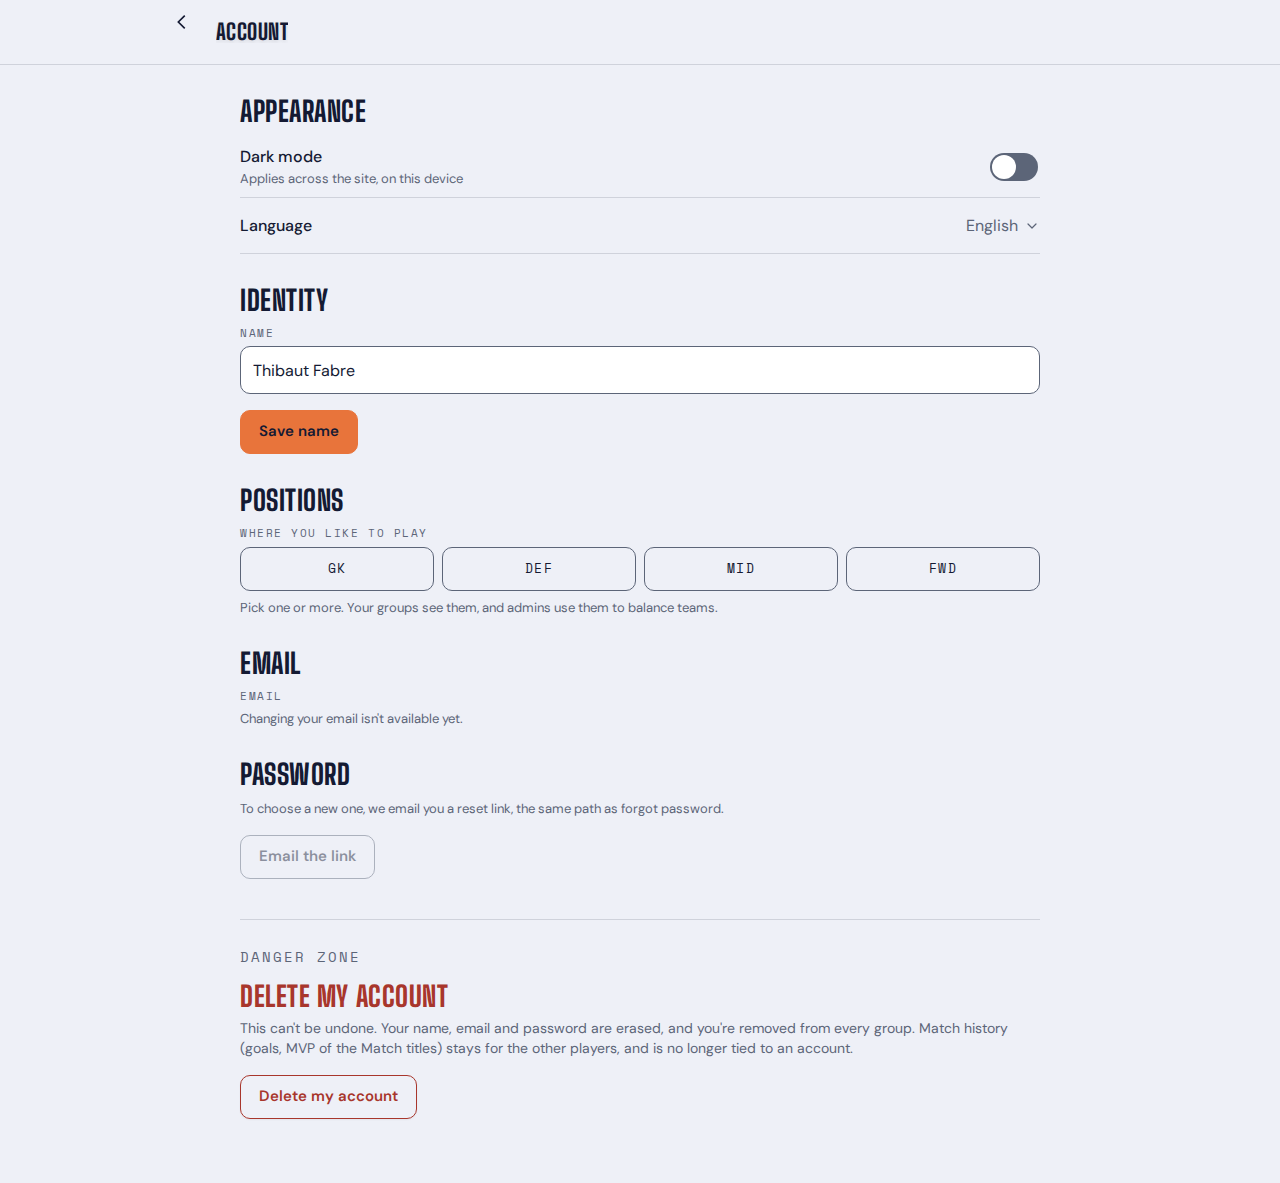 ACCOUNT
APPEARANCE
Dark mode
Applies across the site, on this device
Language
English
IDENTITY
NAME
Thibaut Fabre
Save name
POSITIONS
WHERE YOU LIKE TO PLAY
GK
DEF
MID
FWD
Pick one or more. Your groups see them, and admins use them to balance teams.
EMAIL
EMAIL
Changing your email isn't available yet.
PASSWORD
To choose a new one, we email you a reset link, the same path as forgot password.
Email the link
DANGER ZONE
DELETE MY ACCOUNT
This can't be undone. Your name, email and password are erased, and you're removed from every group. Match history
(goals, MVP of the Match titles) stays for the other players, and is no longer tied to an account.
Delete my account